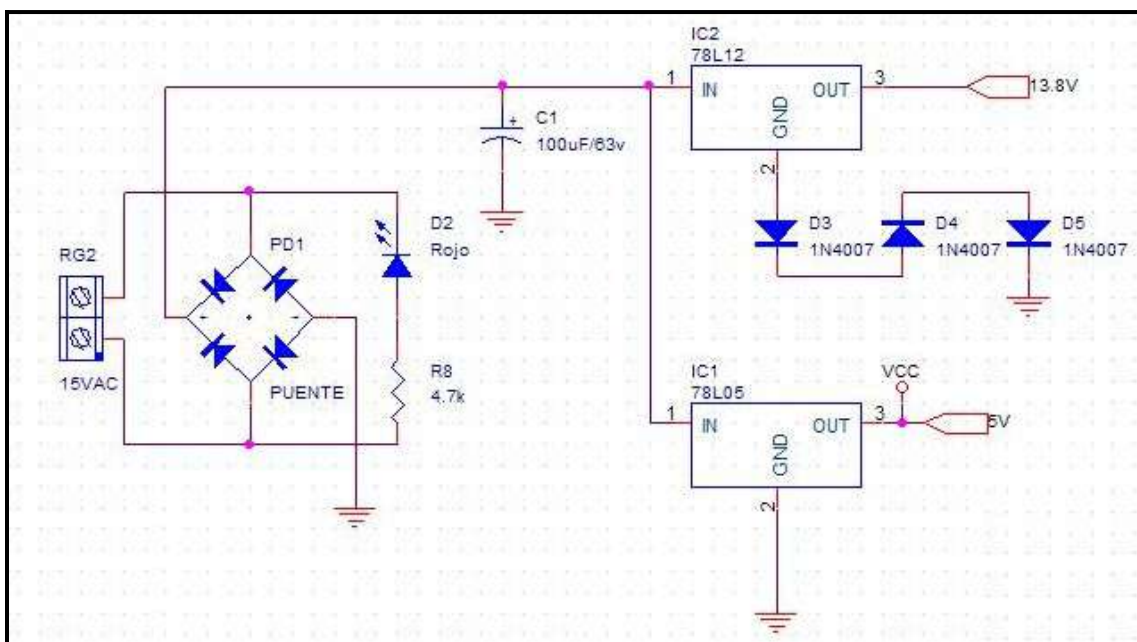 IC2
78L12
1
IN
OUT
3
13.8V
GND
2
+
C1
100uF/63v
D3
1N4007
D4
1N4007
D5
1N4007
D2
Rojo
PD1
RG2
15VAC
PUENTE
R8
4.7k
IC1
78L05
VCC
1
IN
OUT
3
5V
GND
2